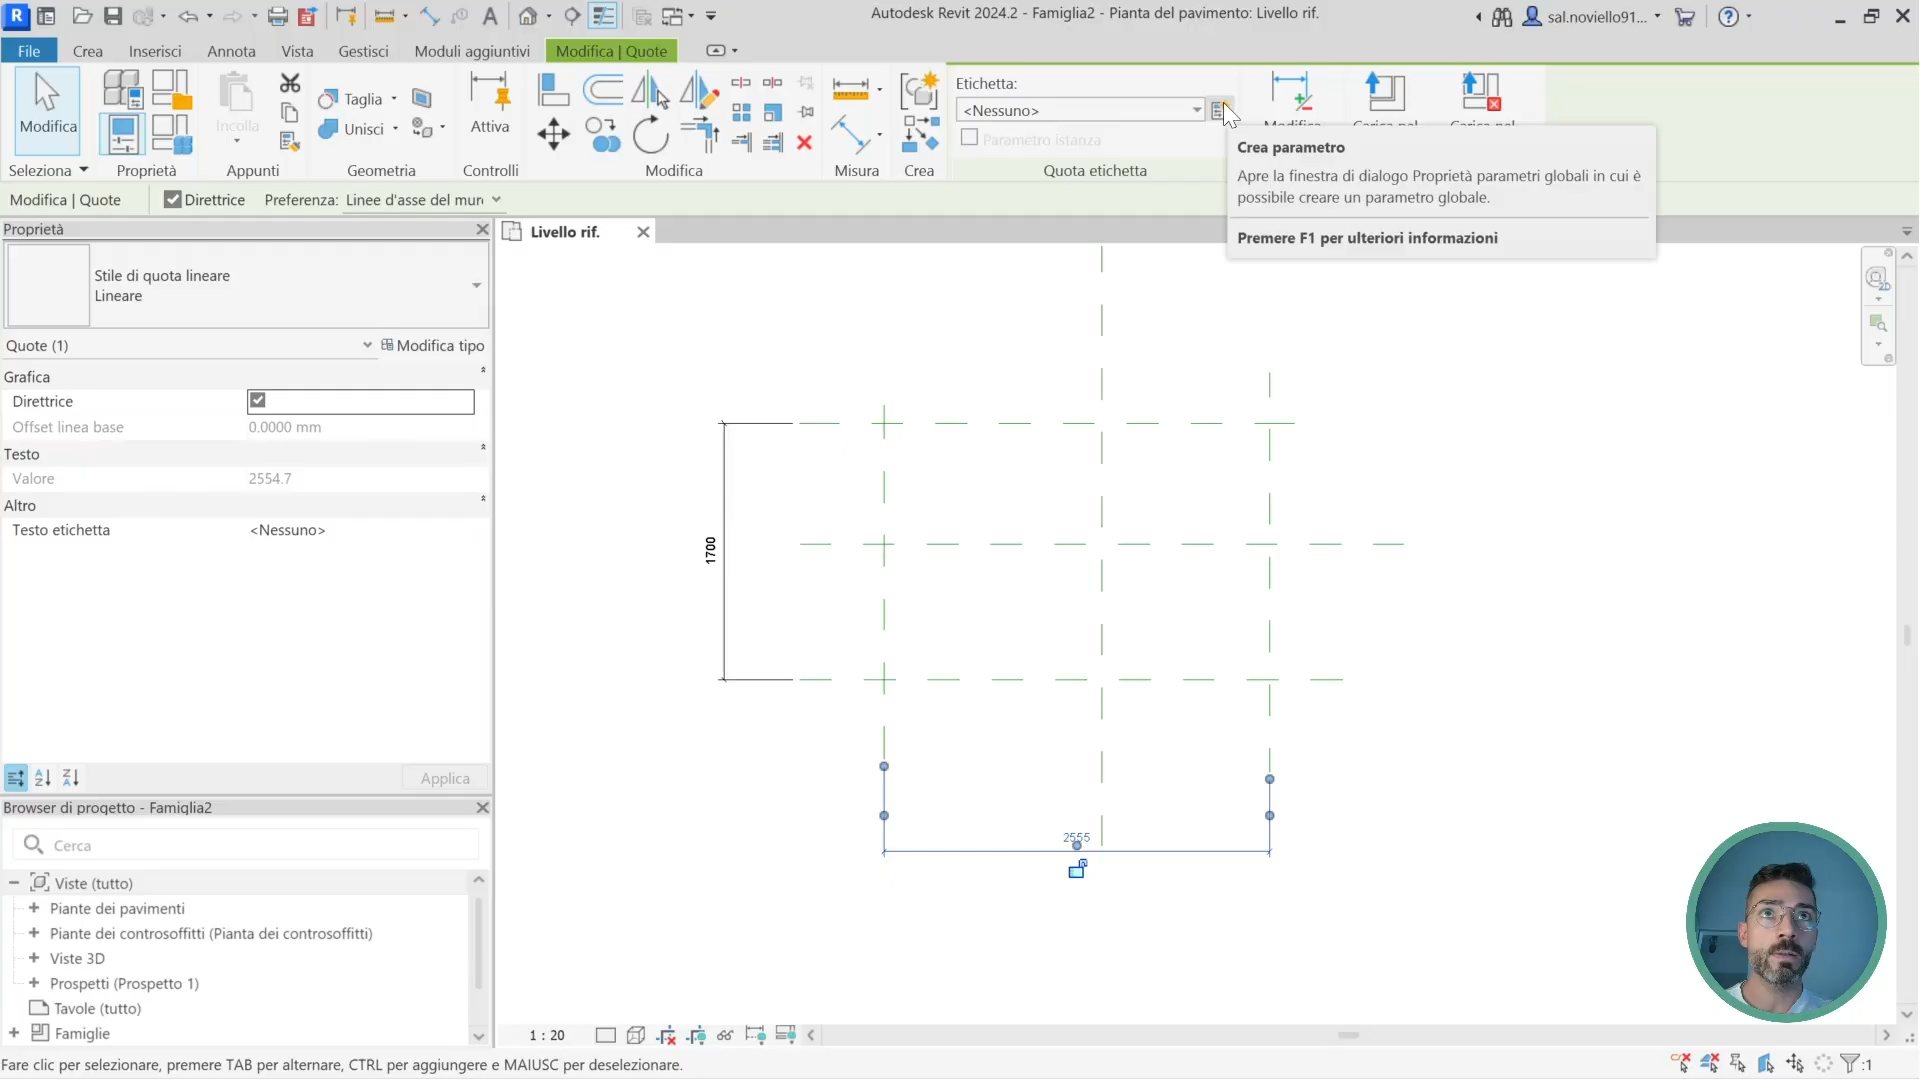 Autodesk Revit 2024.2 - Famiglia2 - Pianta del pavimento: Livello rif.
sal.noviello91...
File
Crea
Inserisci
Annota
Vista
Gestisci
Moduli aggiuntivi
Modifica | Quote
Modifica
Incolla
Taglia
Unisci
Attiva
Etichetta:
<Nessuno>
Parametro istanza
Seleziona
Proprietà
Appunti
Geometria
Controlli
Modifica
Misura
Crea
Quota etichetta
Crea parametro
Apre la finestra di dialogo Proprietà parametri globali in cui è
possibile creare un parametro globale.
Premere F1 per ulteriori informazioni
Modifica | Quote
Direttrice
Preferenza:
Linee d'asse del mur
Proprietà
Livello rif.
Stile di quota lineare
Lineare
Quote (1)
Modifica tipo
Grafica
Direttrice
Offset linea base
0.0000 mm
Testo
Valore
2554.7
Altro
Testo etichetta
<Nessuno>
1700
2555
Applica
Browser di progetto - Famiglia2
Cerca
Viste (tutto)
Piante dei pavimenti
Piante dei controsoffitti (Pianta dei controsoffitti)
Viste 3D
Prospetti (Prospetto 1)
Tavole (tutto)
Famiglie
1 : 20
Fare clic per selezionare, premere TAB per alternare, CTRL per aggiungere e MAIUSC per deselezionare.
:1